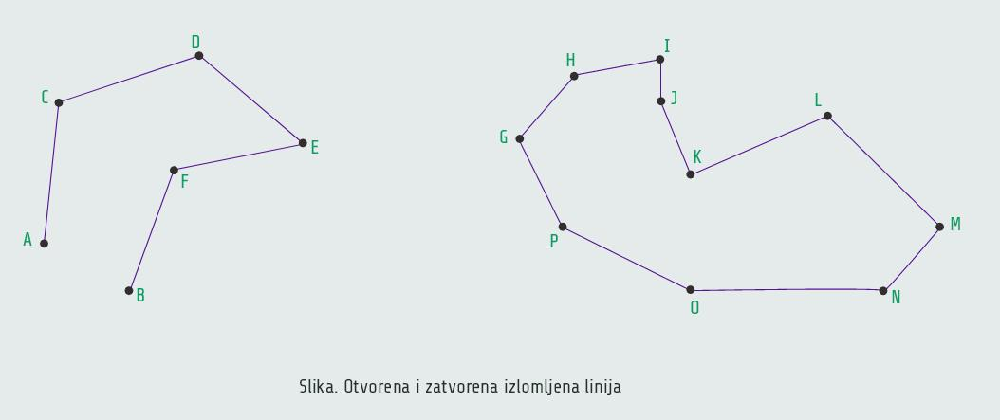 D
C
E
F
A
B
I
H
J
L
G
K
M
P
N
O
Slika. Otvorena i zatvorena izlomljena linija